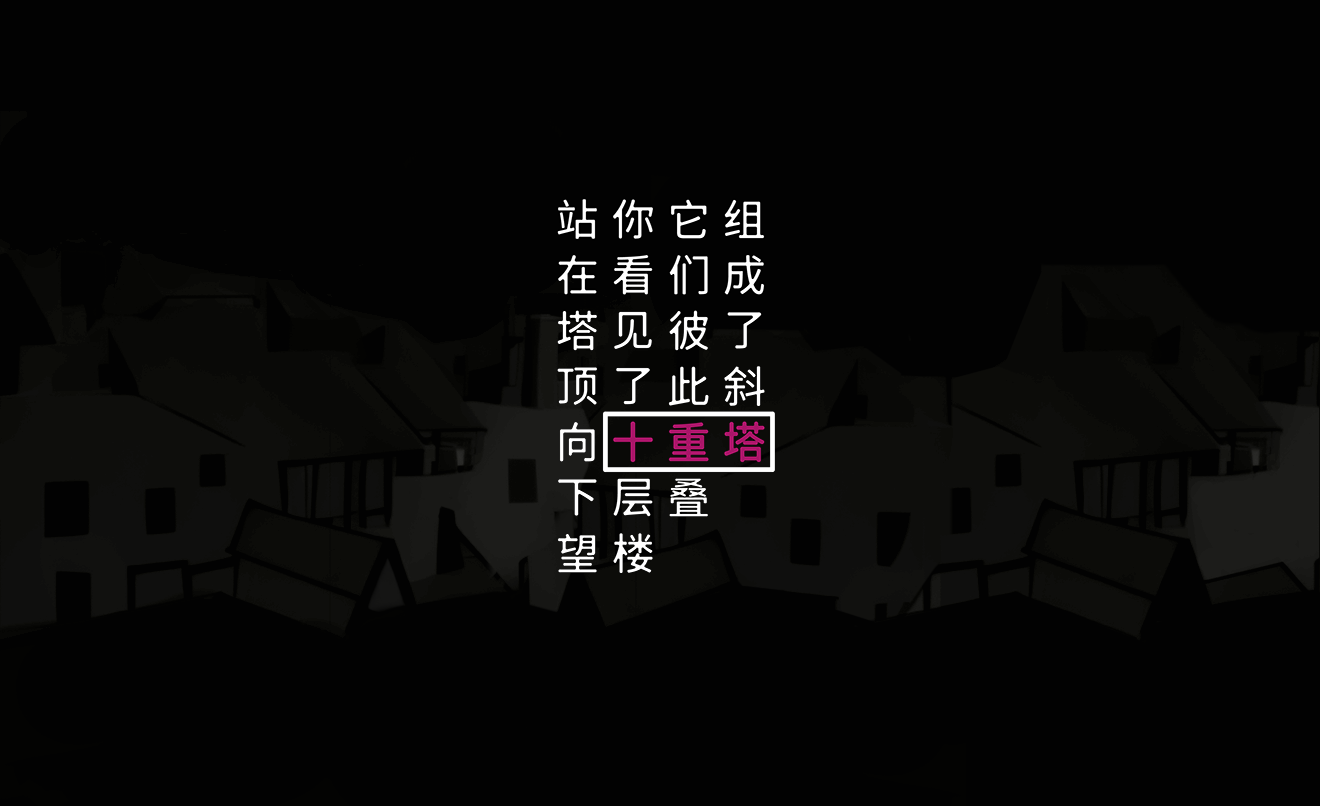 站在塔顶向下望
你看见了十层楼
它们彼此重叠
组成了斜塔